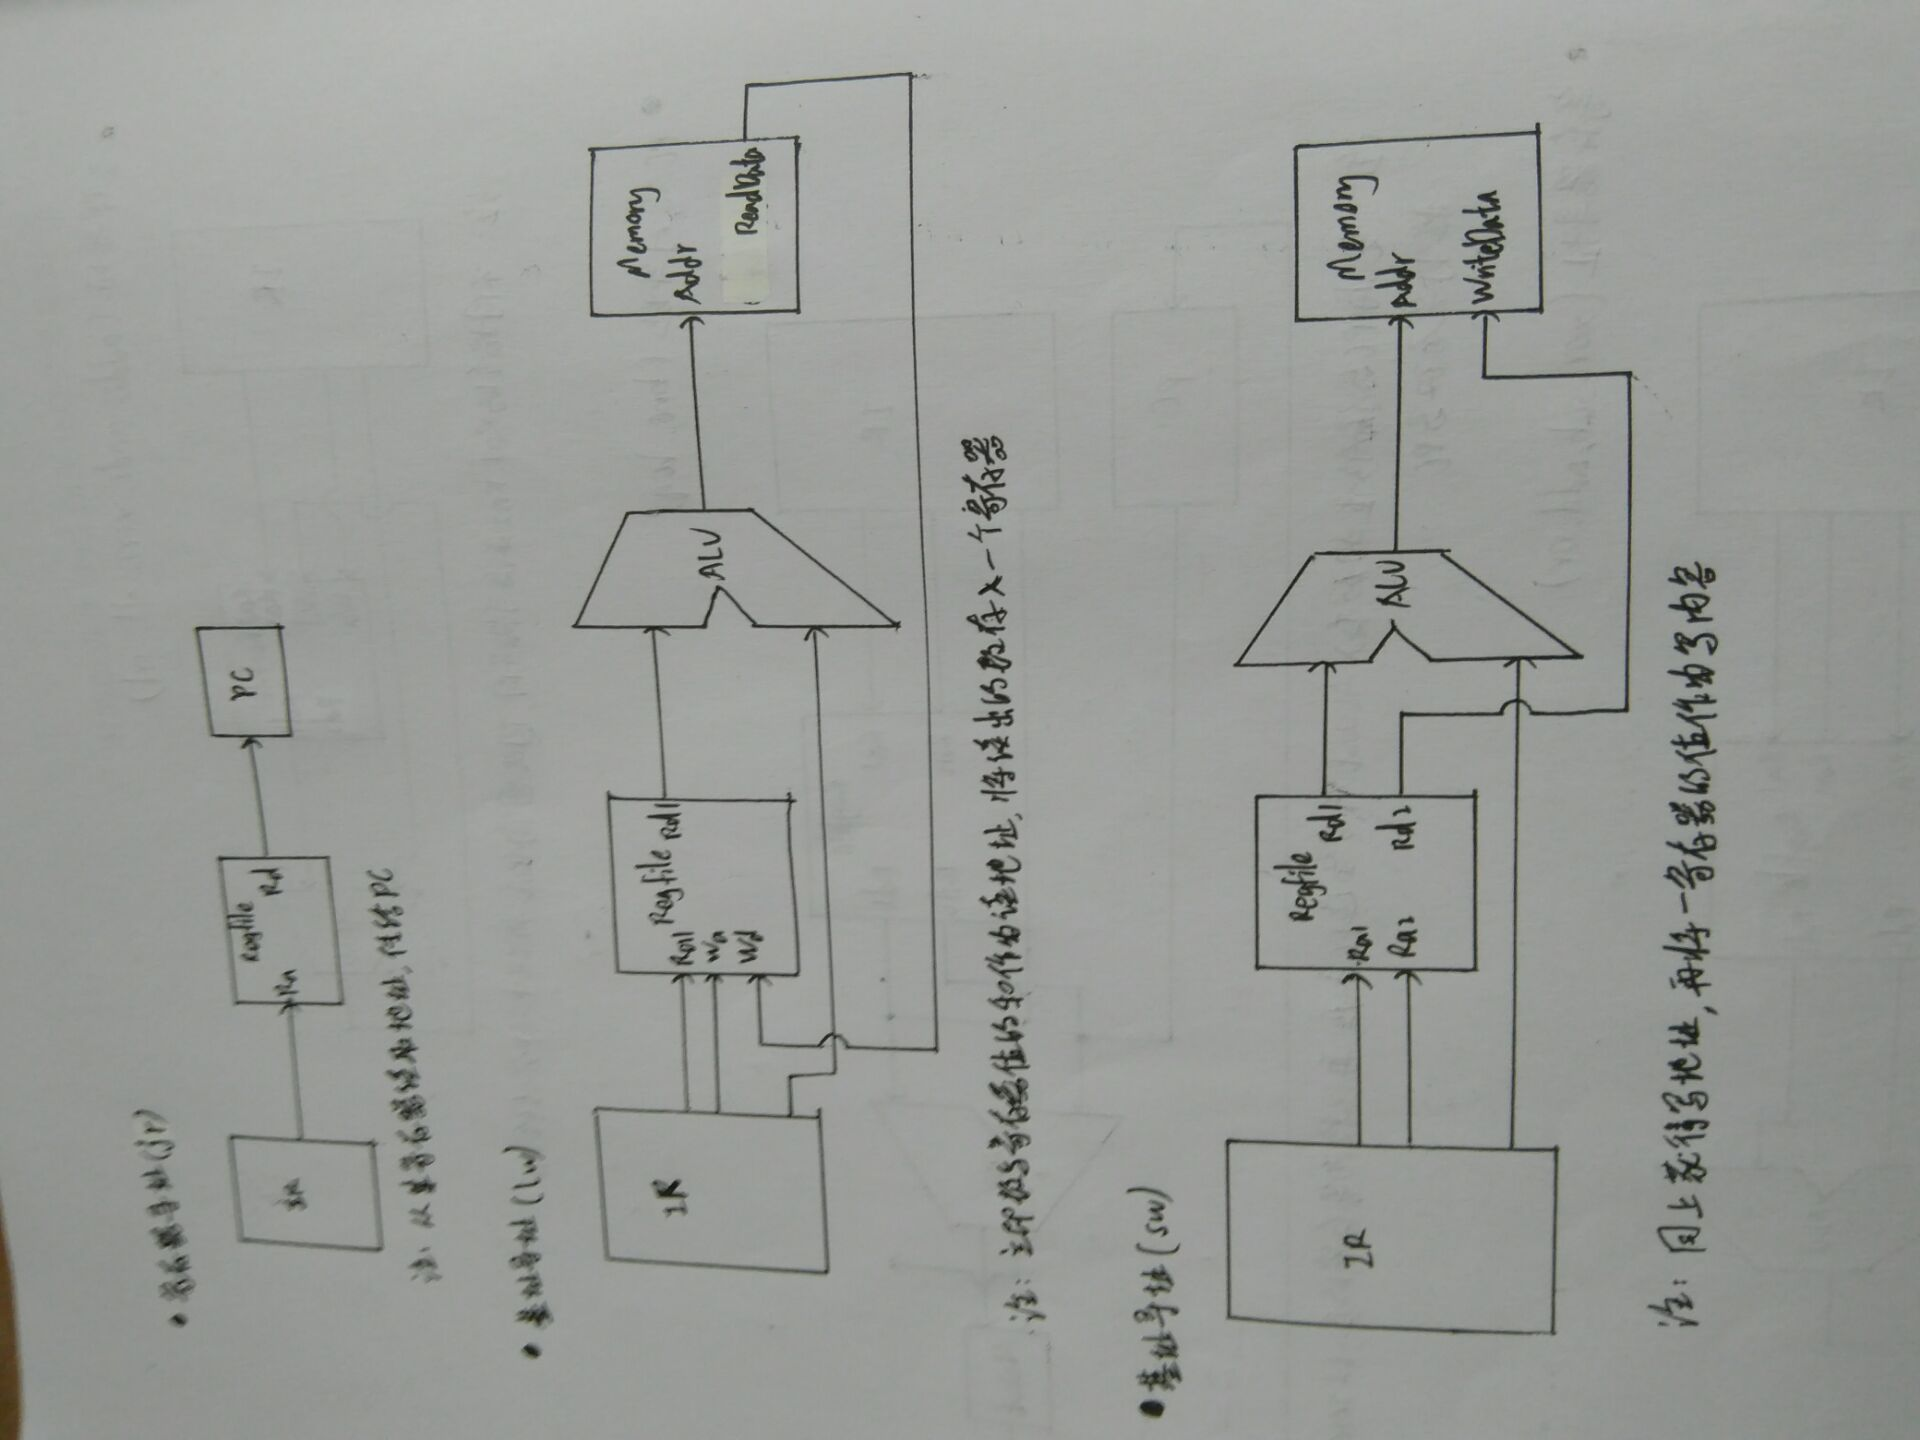 • 寄存器寻址(jr)
IR
Regfile
Ra Rd
PC
注: 从某寄存器读取地址,传给PC
• 基址寻址(lw)
IR
Regfile
Ra1 Rd1
Wa
Wd
ALU
Memory
Addr
ReadData
注: 立即数与寄存器值的和作为读地址,将读出的数存入一个寄存器
• 基址寻址(sw)
IR
Regfile
Ra1 Rd1
Ra2 Rd2
ALU
Memory
Addr
WriteData
注: 同上获得写地址,再将一寄存器的值作为写内容